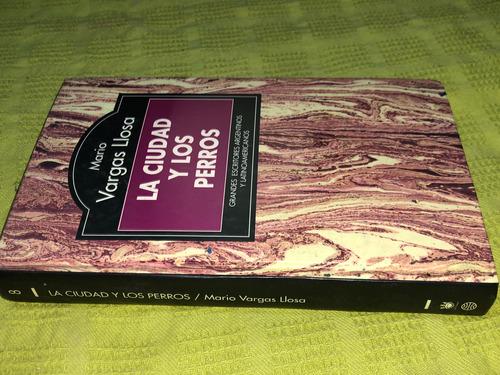 Mario
Vargas Llosa
LA CIUDAD
Y LOS
PERROS
GRANDES ESCRITORES ARGENTINOS
Y LATINOAMERICANOS
8 LA CIUDAD Y LOS PERROS / Mario Vargas Llosa